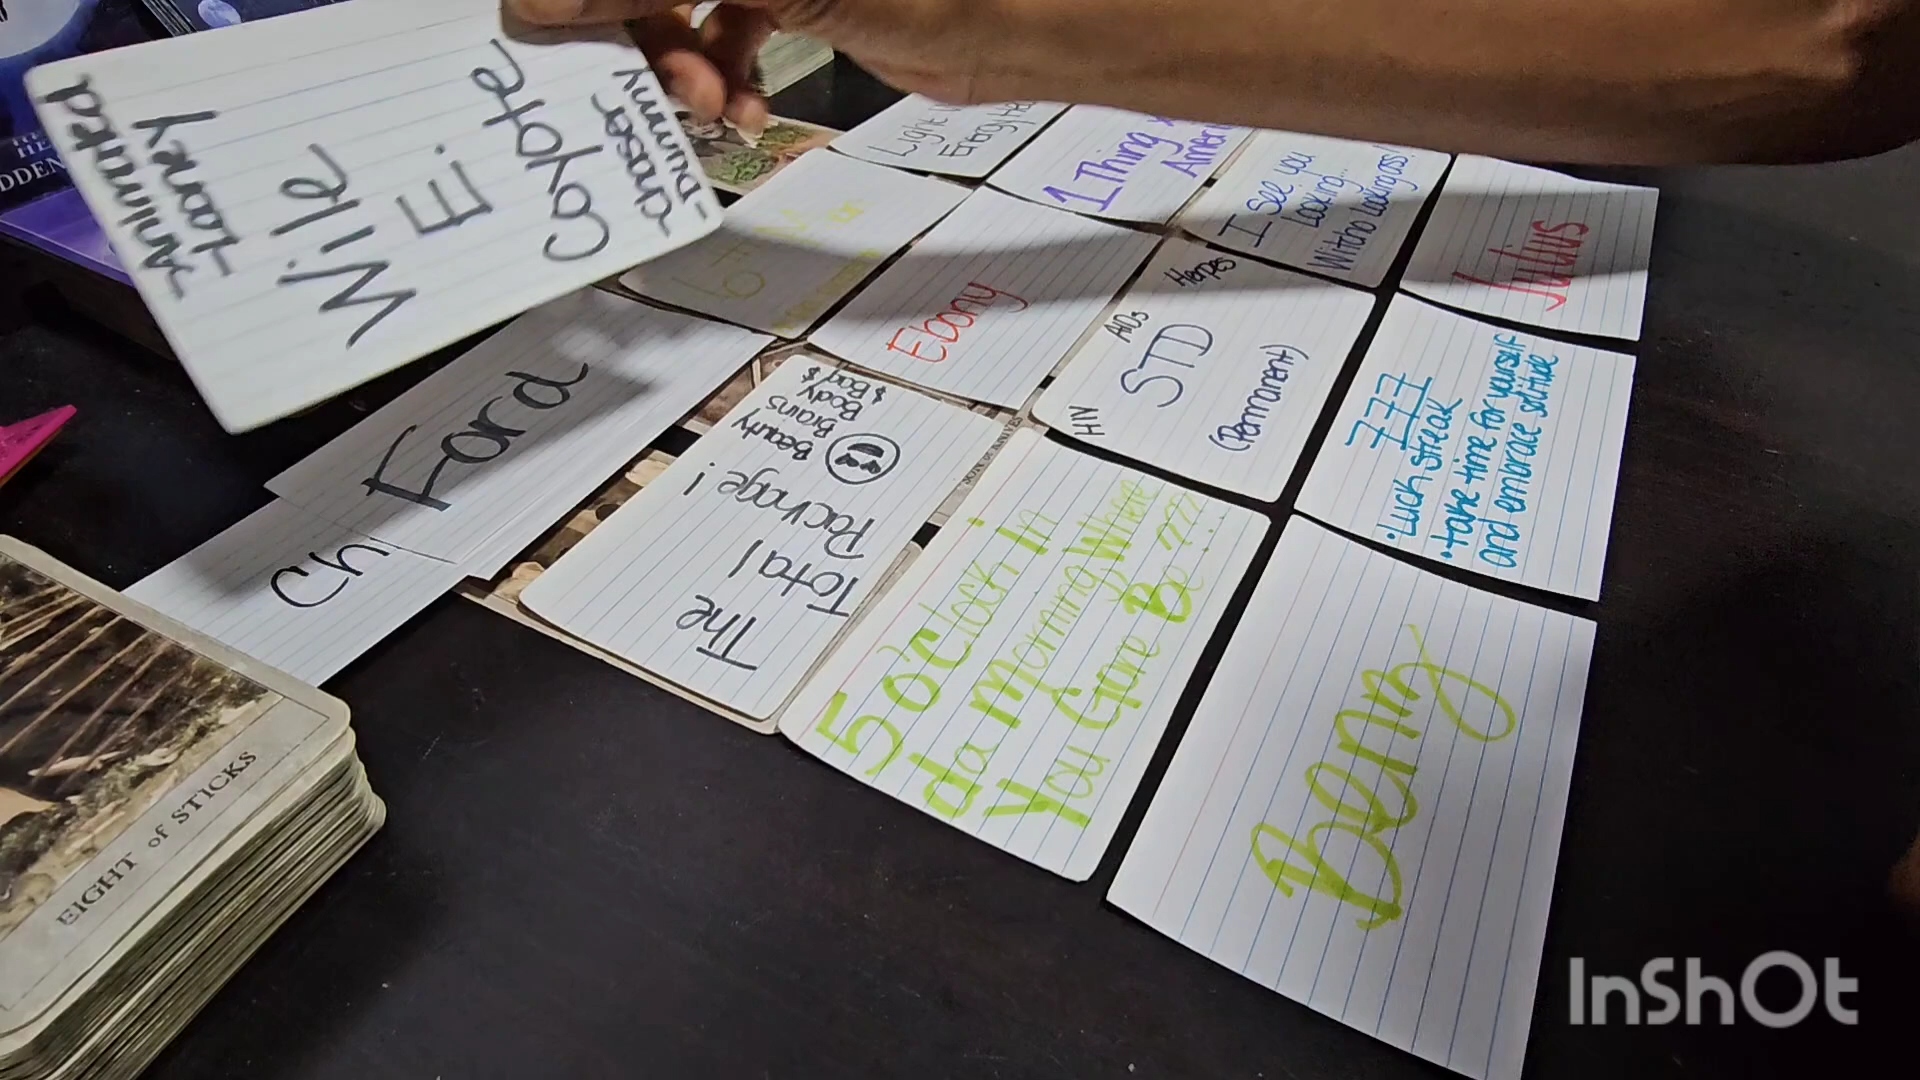 -Animated
-Looney
Wile
E.
Coyote
-Chaser
-Dummy
Light
Energy
1 Thing
I See you
Looking...
Witcho Looking ass!
Julius
Ebony
Herpes
AIDs
STD
HIV
(Permanent)
777
•Luck streak
•take time for yourself
and embrace solitude
Ford
Ch
The
Total
Package!
Beauty
Brains
Body
$ Bag $
5 o'clock In
da morning Where
You Gone Be
Benz
EIGHT of STICKS
InShOt